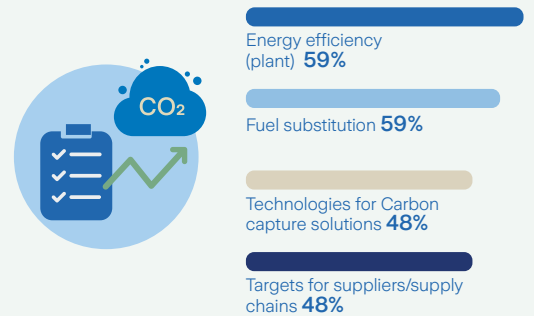 CO₂
Energy efficiency
(plant) 59%
Fuel substitution 59%
Technologies for Carbon
capture solutions 48%
Targets for suppliers/supply
chains 48%